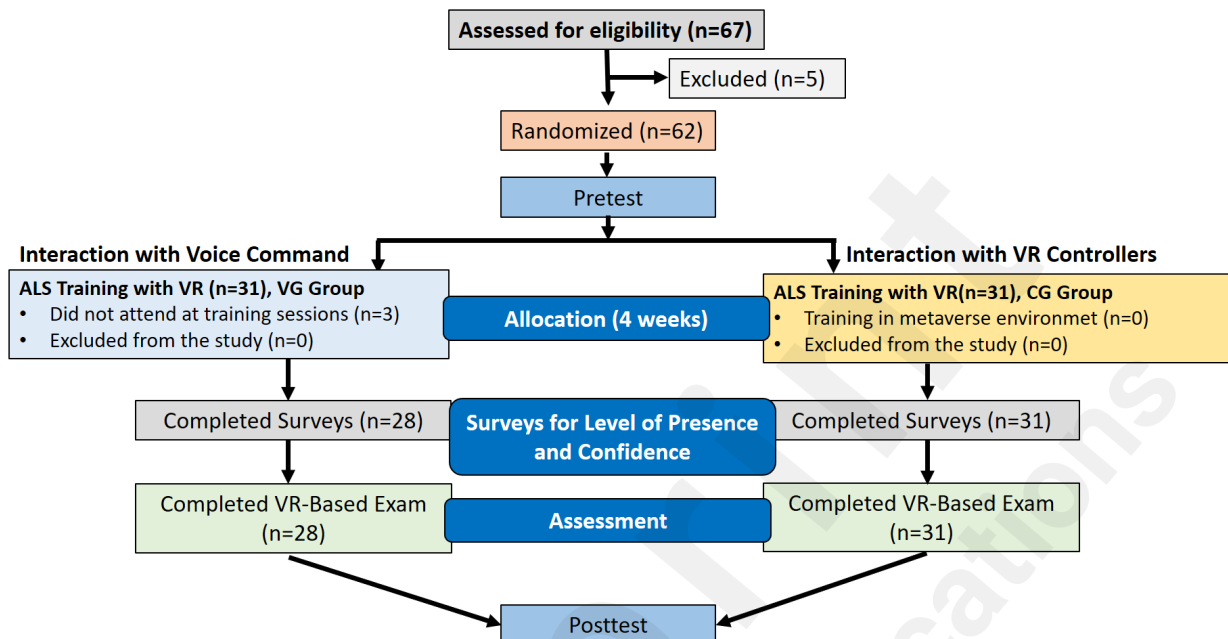 Assessed for eligibility (n=67)
Excluded (n=5)
Randomized (n=62)
Pretest
Interaction with Voice Command
Interaction with VR Controllers
ALS Training with VR (n=31), VG Group
• Did not attend at training sessions (n=3)
• Excluded from the study (n=0)
Allocation (4 weeks)
ALS Training with VR(n=31), CG Group
• Training in metaverse environmet (n=0)
• Excluded from the study (n=0)
Completed Surveys (n=28)
Surveys for Level of Presence
and Confidence
Completed Surveys (n=31)
Completed VR-Based Exam
(n=28)
Assessment
Completed VR-Based Exam
(n=31)
Posttest